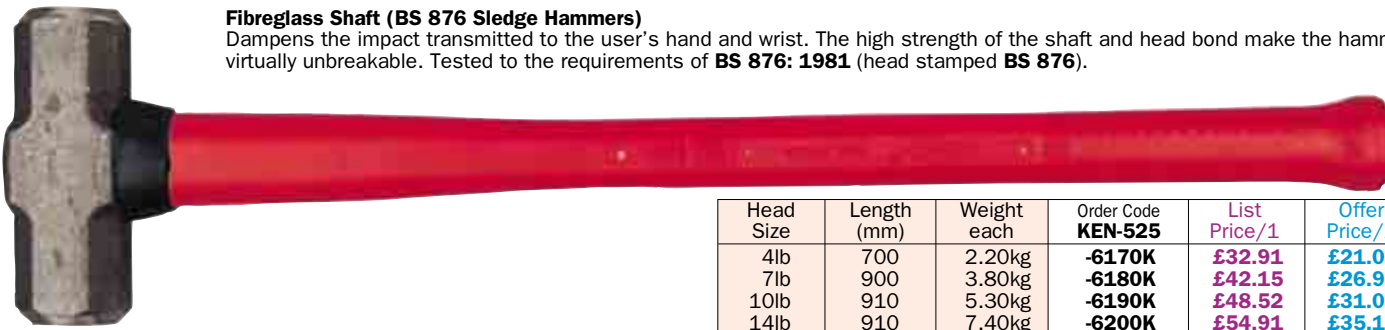 Fibreglass Shaft (BS 876 Sledge Hammers)
Dampens the impact transmitted to the user's hand and wrist. The high strength of the shaft and head bond make the
virtually unbreakable. Tested to the requirements of BS 876: 1981 (head stamped BS 876).
Head Size Length (mm) Weight each Order Code KEN-525 List Price/1 Offer Price/
4lb 700 2.20kg -6170K £32.91 £21.0
7lb 900 3.80kg -6180K £42.15 £26.9
10lb 910 5.30kg -6190K £48.52 £31.0
14lb 910 7.40kg -6200K £54.91 £35.1